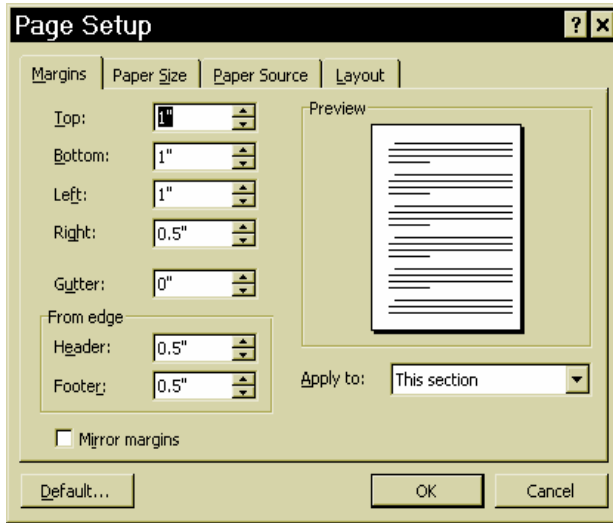 Page Setup
Margins Paper Size Paper Source Layout
Top: 1"
Bottom: 1"
Left: 1"
Right: 0.5"
Gutter: 0"
From edge
Header: 0.5"
Footer: 0.5"
Mirror margins
Preview
Apply to: This section
Default... OK Cancel